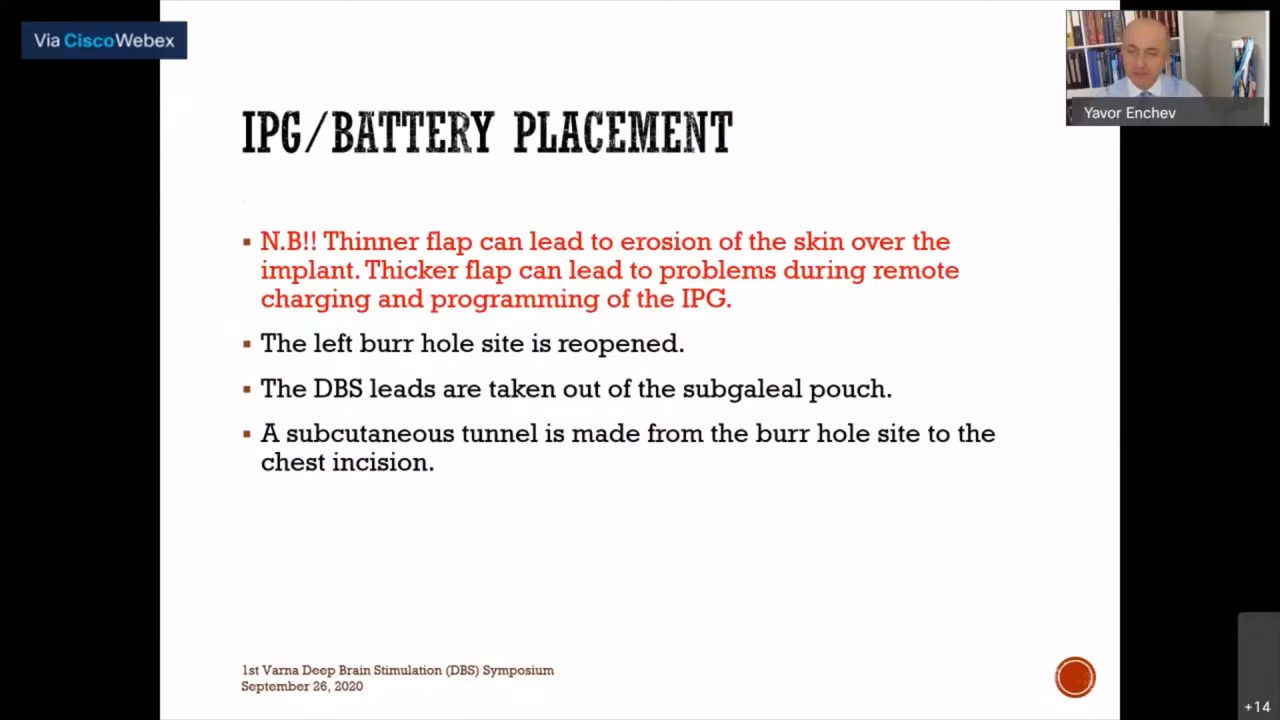 Via CiscoWebex
Yavor Enchev
IPG/BATTERY PLACEMENT
▪ N.B!! Thinner flap can lead to erosion of the skin over the
implant. Thicker flap can lead to problems during remote
charging and programming of the IPG.
▪ The left burr hole site is reopened.
▪ The DBS leads are taken out of the subgaleal pouch.
▪ A subcutaneous tunnel is made from the burr hole site to the
chest incision.
1st Varna Deep Brain Stimulation (DBS) Symposium
September 26, 2020
+14